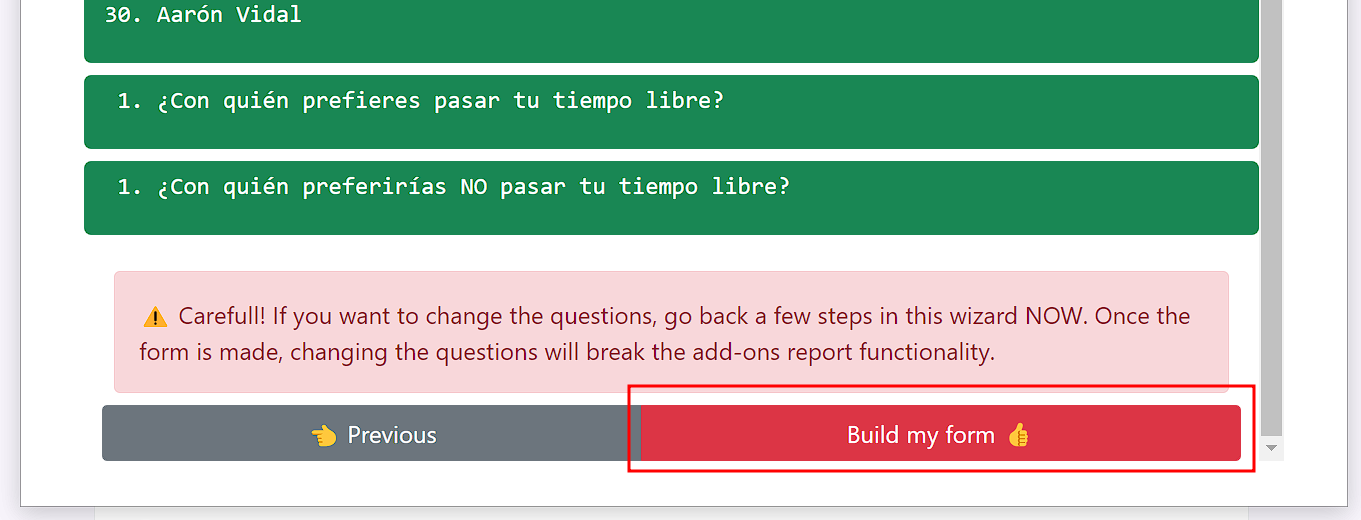 30. Aarón Vidal
1. ¿Con quién prefieres pasar tu tiempo libre?
1. ¿Con quién preferirías NO pasar tu tiempo libre?
⚠️ Carefull! If you want to change the questions, go back a few steps in this wizard NOW. Once the
form is made, changing the questions will break the add-ons report functionality.
👈 Previous
Build my form 👍